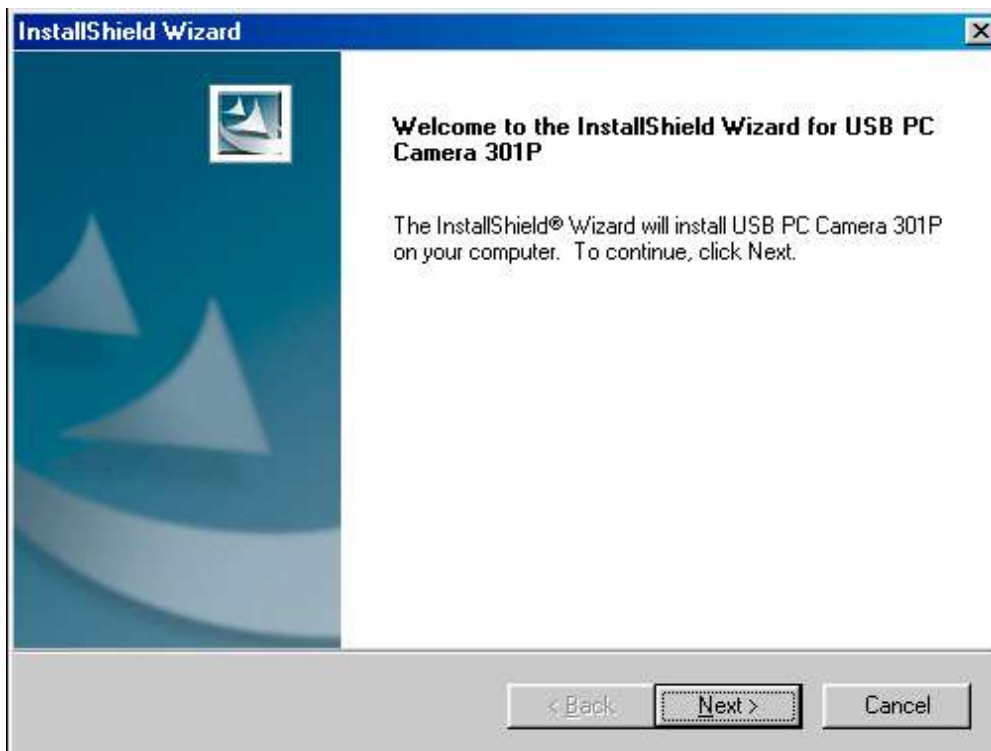 InstallShield Wizard
Welcome to the InstallShield Wizard for USB PC
Camera 301P
The InstallShield® Wizard will install USB PC Camera 301P
on your computer. To continue, click Next.
< Back
Next >
Cancel